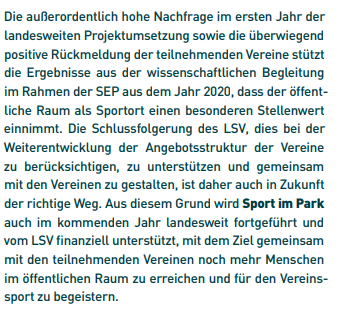 Die außerordentlich hohe Nachfrage im ersten Jahr der
landesweiten Projektumsetzung sowie die überwiegend
positive Rückmeldung der teilnehmenden Vereine stützt
die Ergebnisse aus der wissenschaftlichen Begleitung
im Rahmen der SEP aus dem Jahr 2020, dass der öffent-
liche Raum als Sportort einen besonderen Stellenwert
einnimmt. Die Schlussfolgerung des LSV, dies bei der
Weiterentwicklung der Angebotsstruktur der Vereine
zu berücksichtigen, zu unterstützen und gemeinsam
mit den Vereinen zu gestalten, ist daher auch in Zukunft
der richtige Weg. Aus diesem Grund wird Sport im Park
auch im kommenden Jahr landesweit fortgeführt und
vom LSV finanziell unterstützt, mit dem Ziel gemeinsam
mit den teilnehmenden Vereinen noch mehr Menschen
im öffentlichen Raum zu erreichen und für den Vereins-
sport zu begeistern.